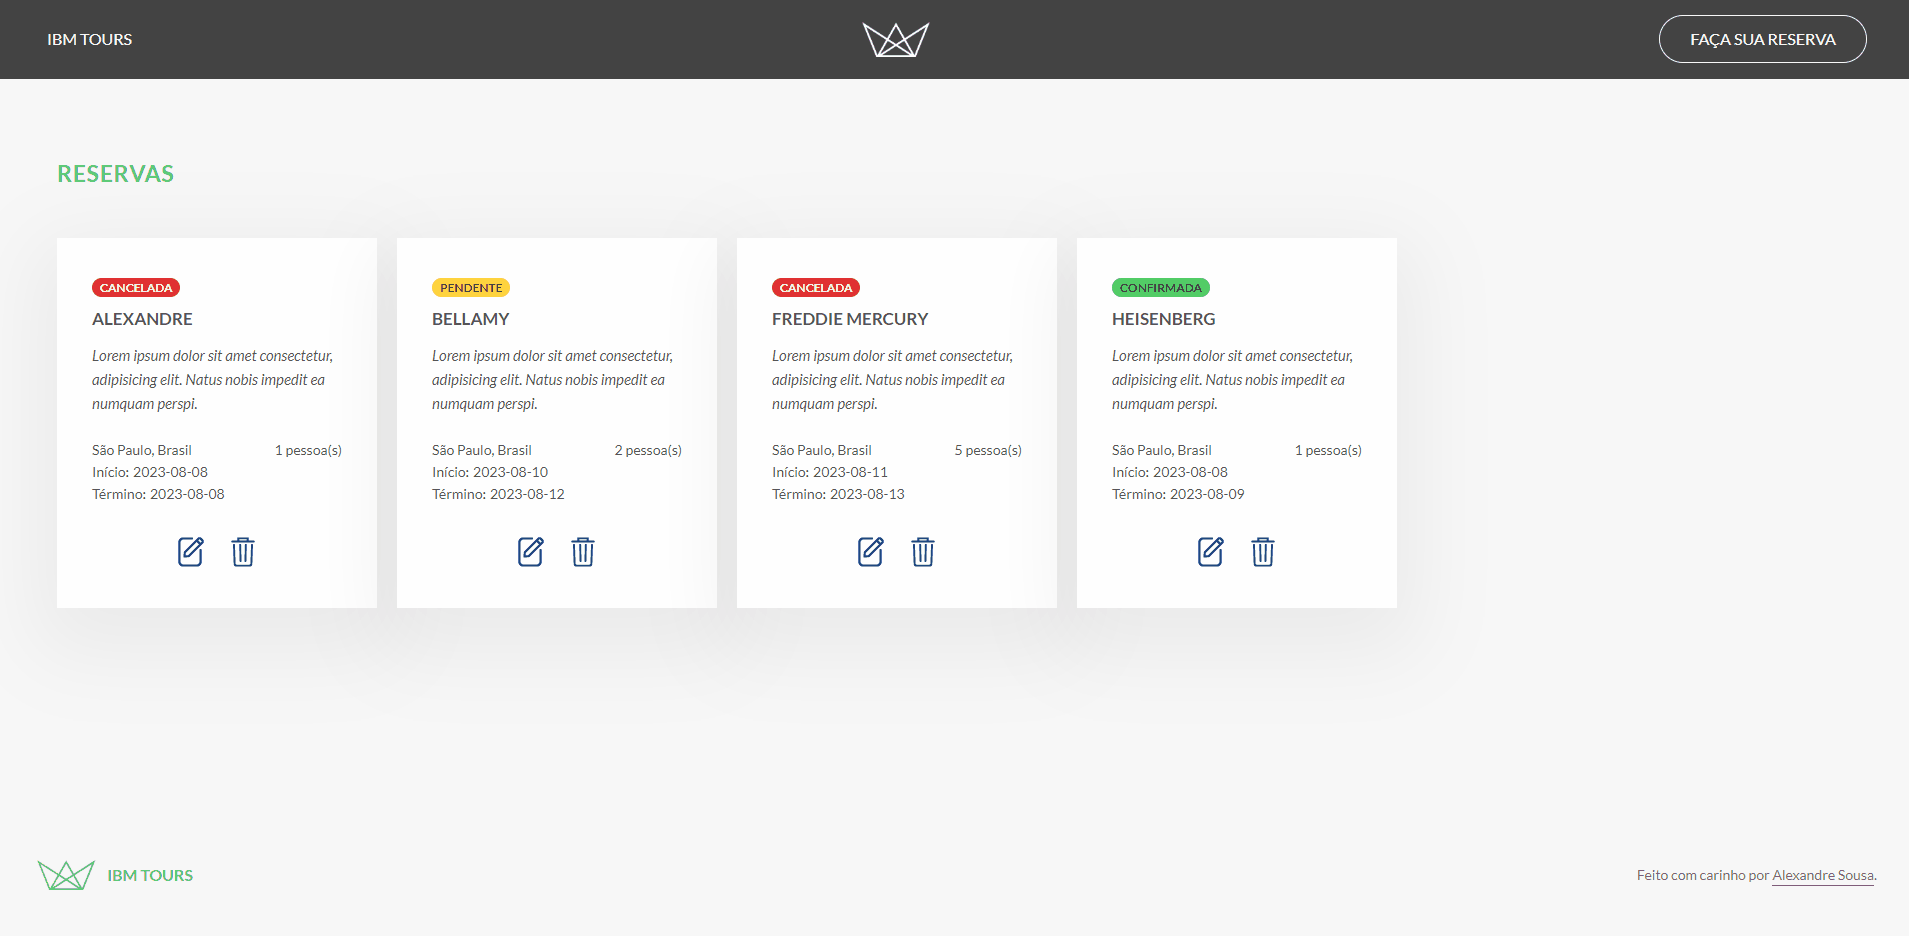 IBM TOURS
FAÇA SUA RESERVA
RESERVAS
CANCELADA
ALEXANDRE
Lorem ipsum dolor sit amet consectetur,
adipisicing elit. Natus nobis impedit ea
numquam perspi.
São Paulo, Brasil
1 pessoa(s)
Início: 2023-08-08
Término: 2023-08-08
PENDENTE
BELLAMY
Lorem ipsum dolor sit amet consectetur,
adipisicing elit. Natus nobis impedit ea
numquam perspi.
São Paulo, Brasil
2 pessoa(s)
Início: 2023-08-10
Término: 2023-08-12
CANCELADA
FREDDIE MERCURY
Lorem ipsum dolor sit amet consectetur,
adipisicing elit. Natus nobis impedit ea
numquam perspi.
São Paulo, Brasil
5 pessoa(s)
Início: 2023-08-11
Término: 2023-08-13
CONFIRMADA
HEISENBERG
Lorem ipsum dolor sit amet consectetur,
adipisicing elit. Natus nobis impedit ea
numquam perspi.
São Paulo, Brasil
1 pessoa(s)
Início: 2023-08-08
Término: 2023-08-09
IBM TOURS
Feito com carinho por Alexandre Sousa.